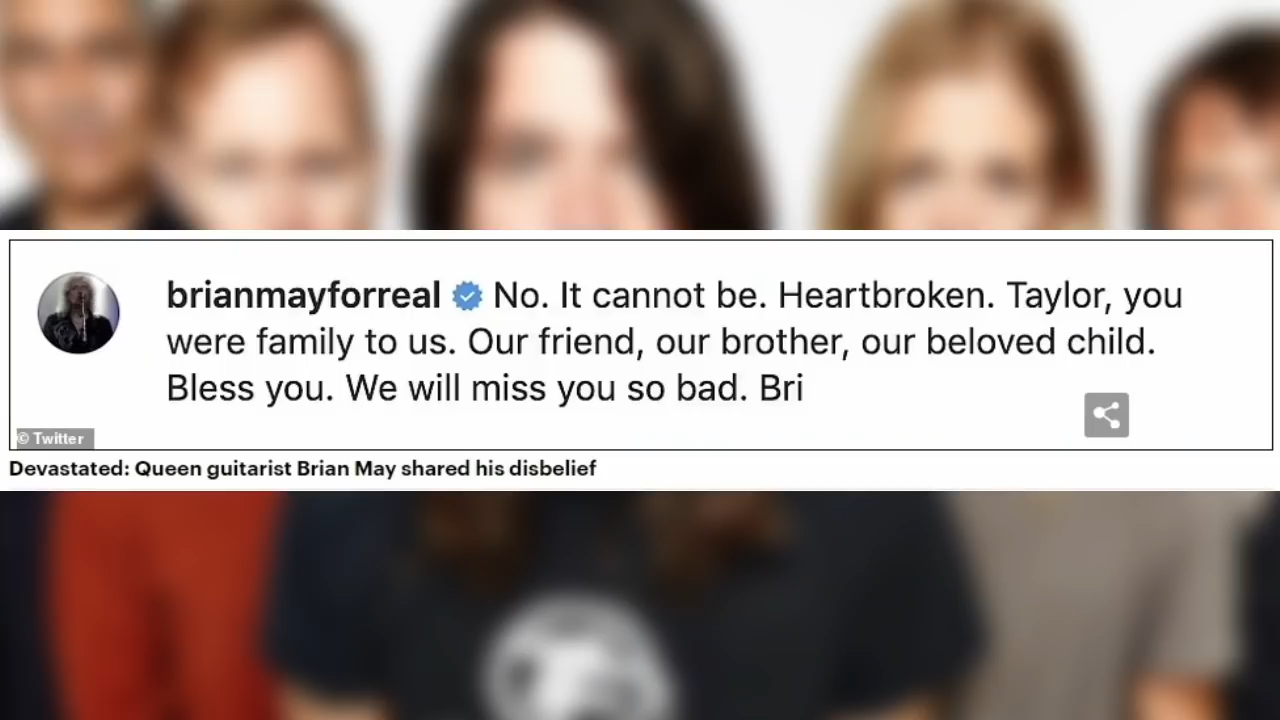 brianmayforreal No. It cannot be. Heartbroken. Taylor, you
were family to us. Our friend, our brother, our beloved child.
Bless you. We will miss you so bad. Bri
© Twitter
Devastated: Queen guitarist Brian May shared his disbelief